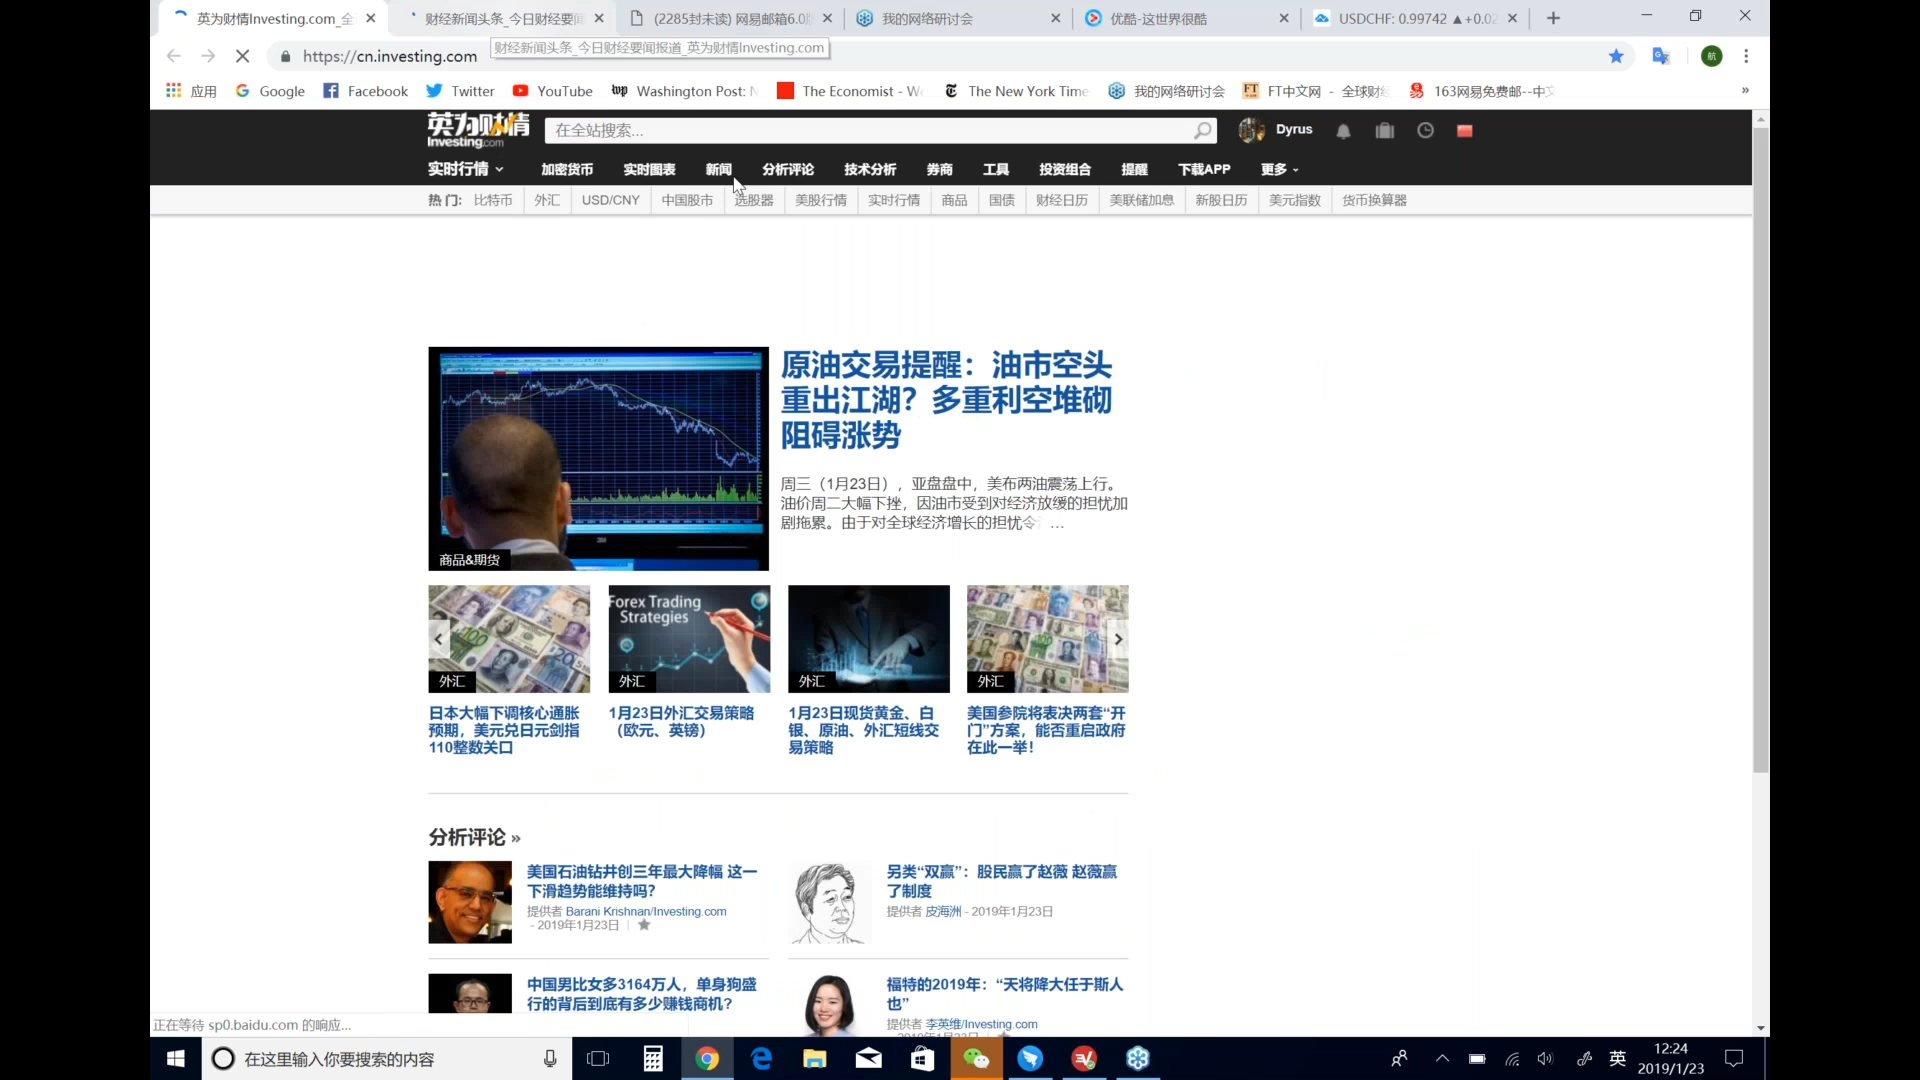 英为财情Investing.com_全
财经新闻头条_今日财经要闻
(2285封未读) 网易邮箱6.0
我的网络研讨会
优酷-这世界很酷
USDCHF: 0.99742 ▲+0.02
https://cn.investing.com
财经新闻头条_今日财经要闻报道_英为财情Investing.com
航
应用
Google
Facebook
Twitter
YouTube
wp Washington Post:
The Economist - W
The New York Time
我的网络研讨会
FT中文网 - 全球财经
163网易免费邮--中文
»
英为财情
Investing.com
在全站搜索...
Dyrus
实时行情 加密货币 实时图表 新闻 分析评论 技术分析 券商 工具 投资组合 提醒 下载APP 更多
热门: 比特币 外汇 USD/CNY 中国股市 选股器 美股行情 实时行情 商品 国债 财经日历 美联储加息 新股日历 美元指数 货币换算器
商品&期货
原油交易提醒：油市空头
重出江湖？多重利空堆砌
阻碍涨势
周三（1月23日），亚盘盘中，美布两油震荡上行。
油价周二大幅下挫，因油市受到对经济放缓的担忧加
剧拖累。由于对全球经济增长的担忧令 ...
外汇
日本大幅下调核心通胀
预期，美元兑日元剑指
110整数关口
Forex Trading
Strategies
外汇
1月23日外汇交易策略
（欧元、英镑）
外汇
1月23日现货黄金、白
银、原油、外汇短线交
易策略
外汇
美国参院将表决两套“开
门”方案，能否重启政府
在此一举！
分析评论 »
美国石油钻井创三年最大降幅 这一
下滑趋势能维持吗？
提供者 Barani Krishnan/Investing.com
- 2019年1月23日
另类“双赢”：股民赢了赵薇 赵薇赢
了制度
提供者 皮海洲 - 2019年1月23日
中国男比女多3164万人，单身狗盛
行的背后到底有多少赚钱商机？
福特的2019年：“天将降大任于斯人
也”
提供者 李英维/Investing.com
正在等待 sp0.baidu.com 的响应...
在这里输入你要搜索的内容
英
12:24
2019/1/23